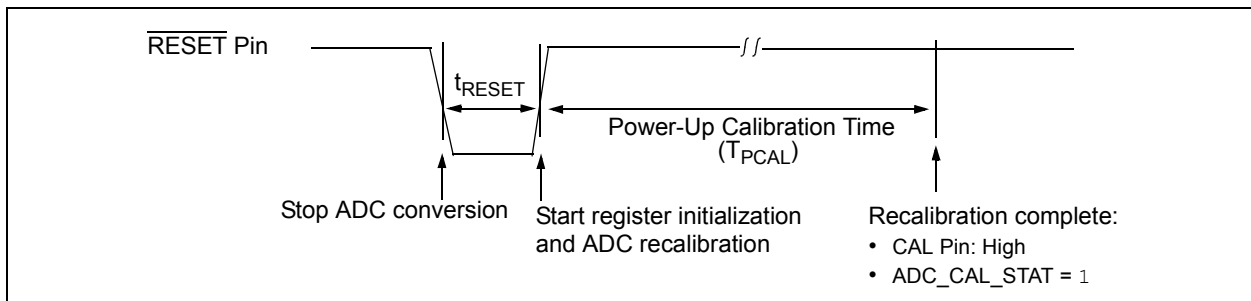 RESET Pin
tRESET
Power-Up Calibration Time
(TPCAL)
Stop ADC conversion
Start register initialization
and ADC recalibration
Recalibration complete:
• CAL Pin: High
• ADC_CAL_STAT = 1